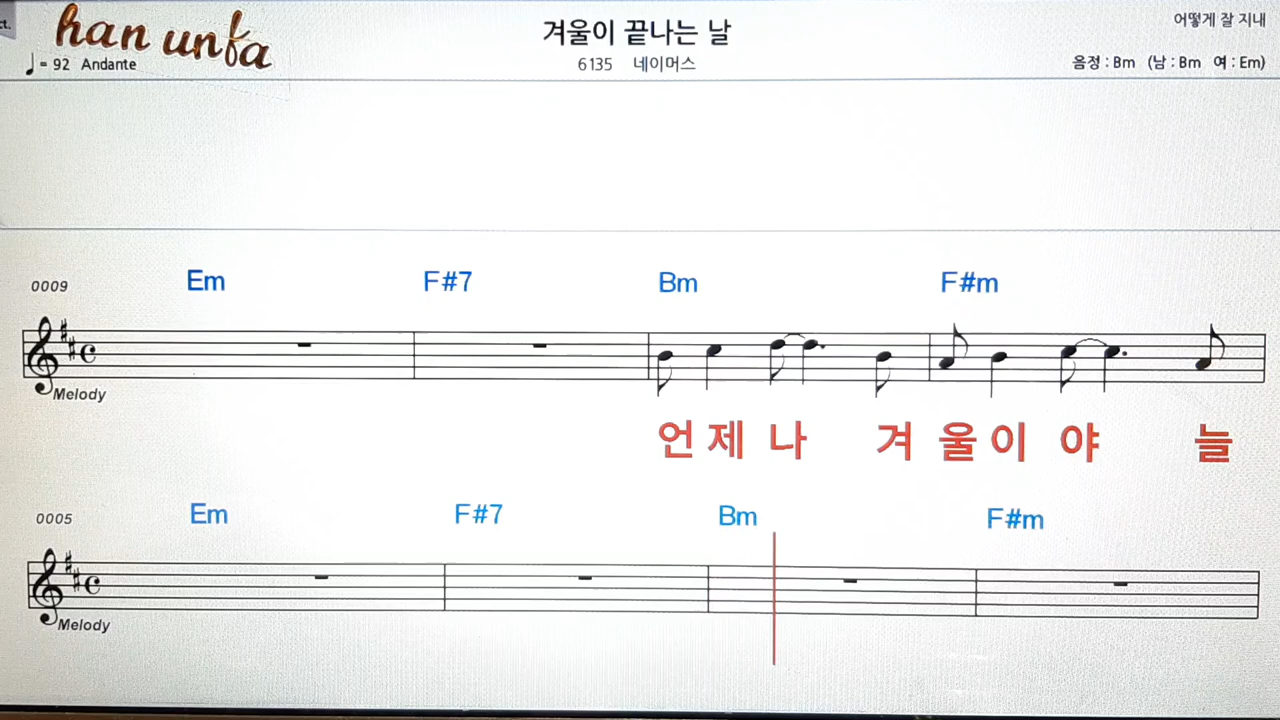 ct.
han unfa
겨울이 끝나는 날
어떻게 잘 지내
♩= 92 Andante
6135 네이머스
음정 : Bm (남 : Bm 여 : Em)
0009 Em F#7 Bm F#m
Melody
언제나 겨울이야 늘
0005 Em F#7 Bm F#m
Melody